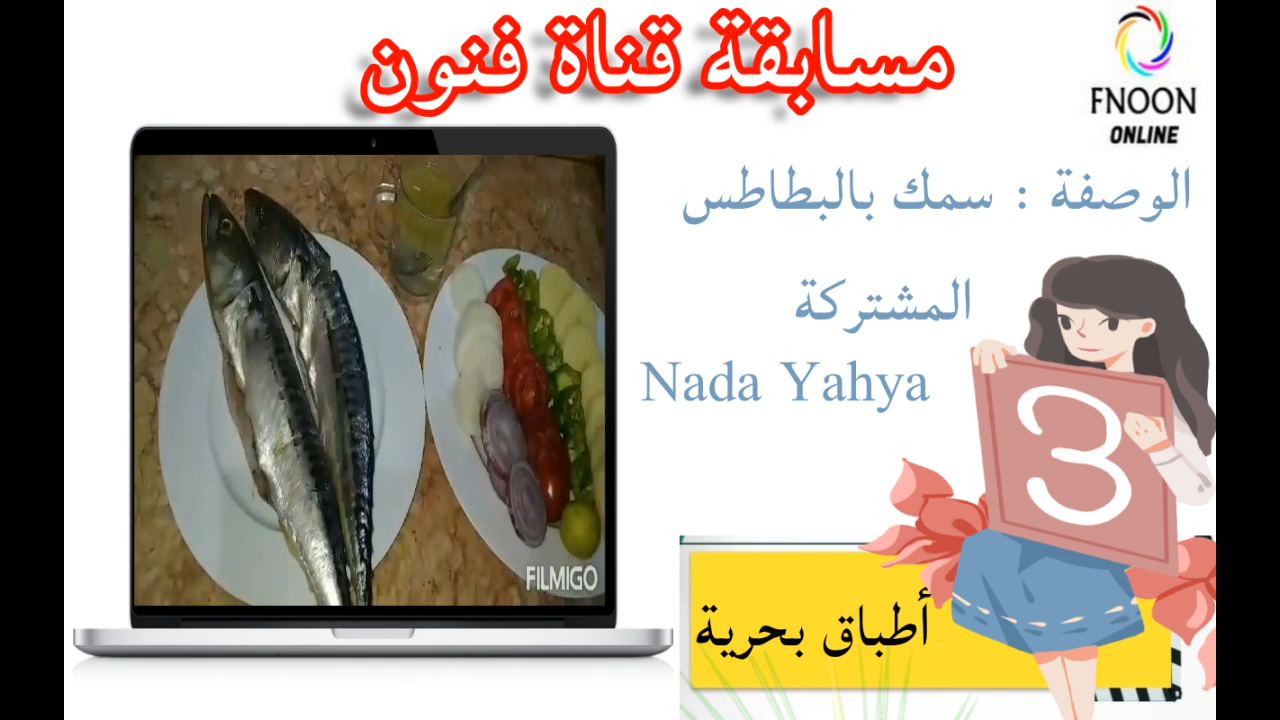 مسابقة قناة فنون
FNOON
ONLINE
الوصفة : سمك بالبطاطس
المشتركة
Nada Yahya
3
FILMIGO
أطباق بحرية